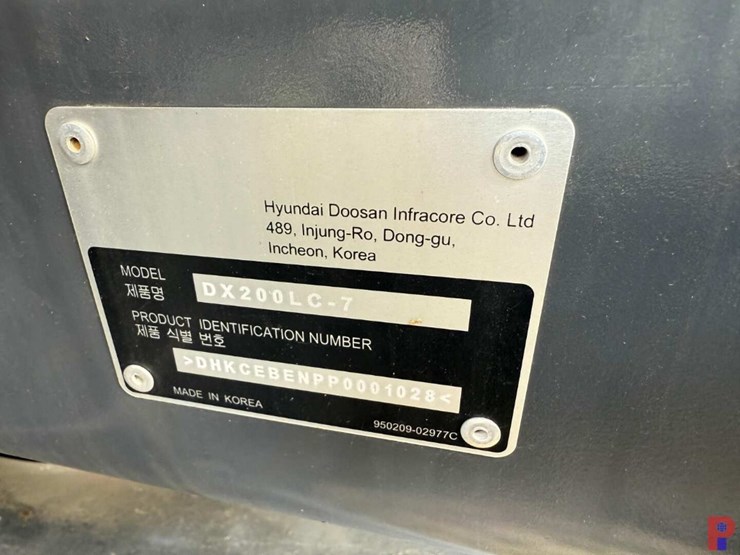 Hyundai Doosan Infracore Co. Ltd
489, Injung-Ro, Dong-gu,
Incheon, Korea
MODEL
제품명
DX200LC-7
PRODUCT IDENTIFICATION NUMBER
제품 식별 번호
>DHKCEBENPP0001028<
MADE IN KOREA
950209-02977C